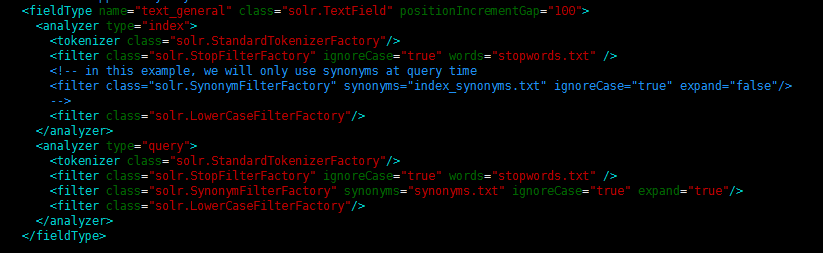 <fieldType name="text_general" class="solr.TextField" positionIncrementGap="100">
<analyzer type="index">
<tokenizer class="solr.StandardTokenizerFactory"/>
<filter class="solr.StopFilterFactory" ignoreCase="true" words="stopwords.txt" />
<!-- in this example, we will only use synonyms at query time
<filter class="solr.SynonymFilterFactory" synonyms="index_synonyms.txt" ignoreCase="true" expand="false"/>
-->
<filter class="solr.LowerCaseFilterFactory"/>
</analyzer>
<analyzer type="query">
<tokenizer class="solr.StandardTokenizerFactory"/>
<filter class="solr.StopFilterFactory" ignoreCase="true" words="stopwords.txt" />
<filter class="solr.SynonymFilterFactory" synonyms="synonyms.txt" ignoreCase="true" expand="true"/>
<filter class="solr.LowerCaseFilterFactory"/>
</analyzer>
</fieldType>